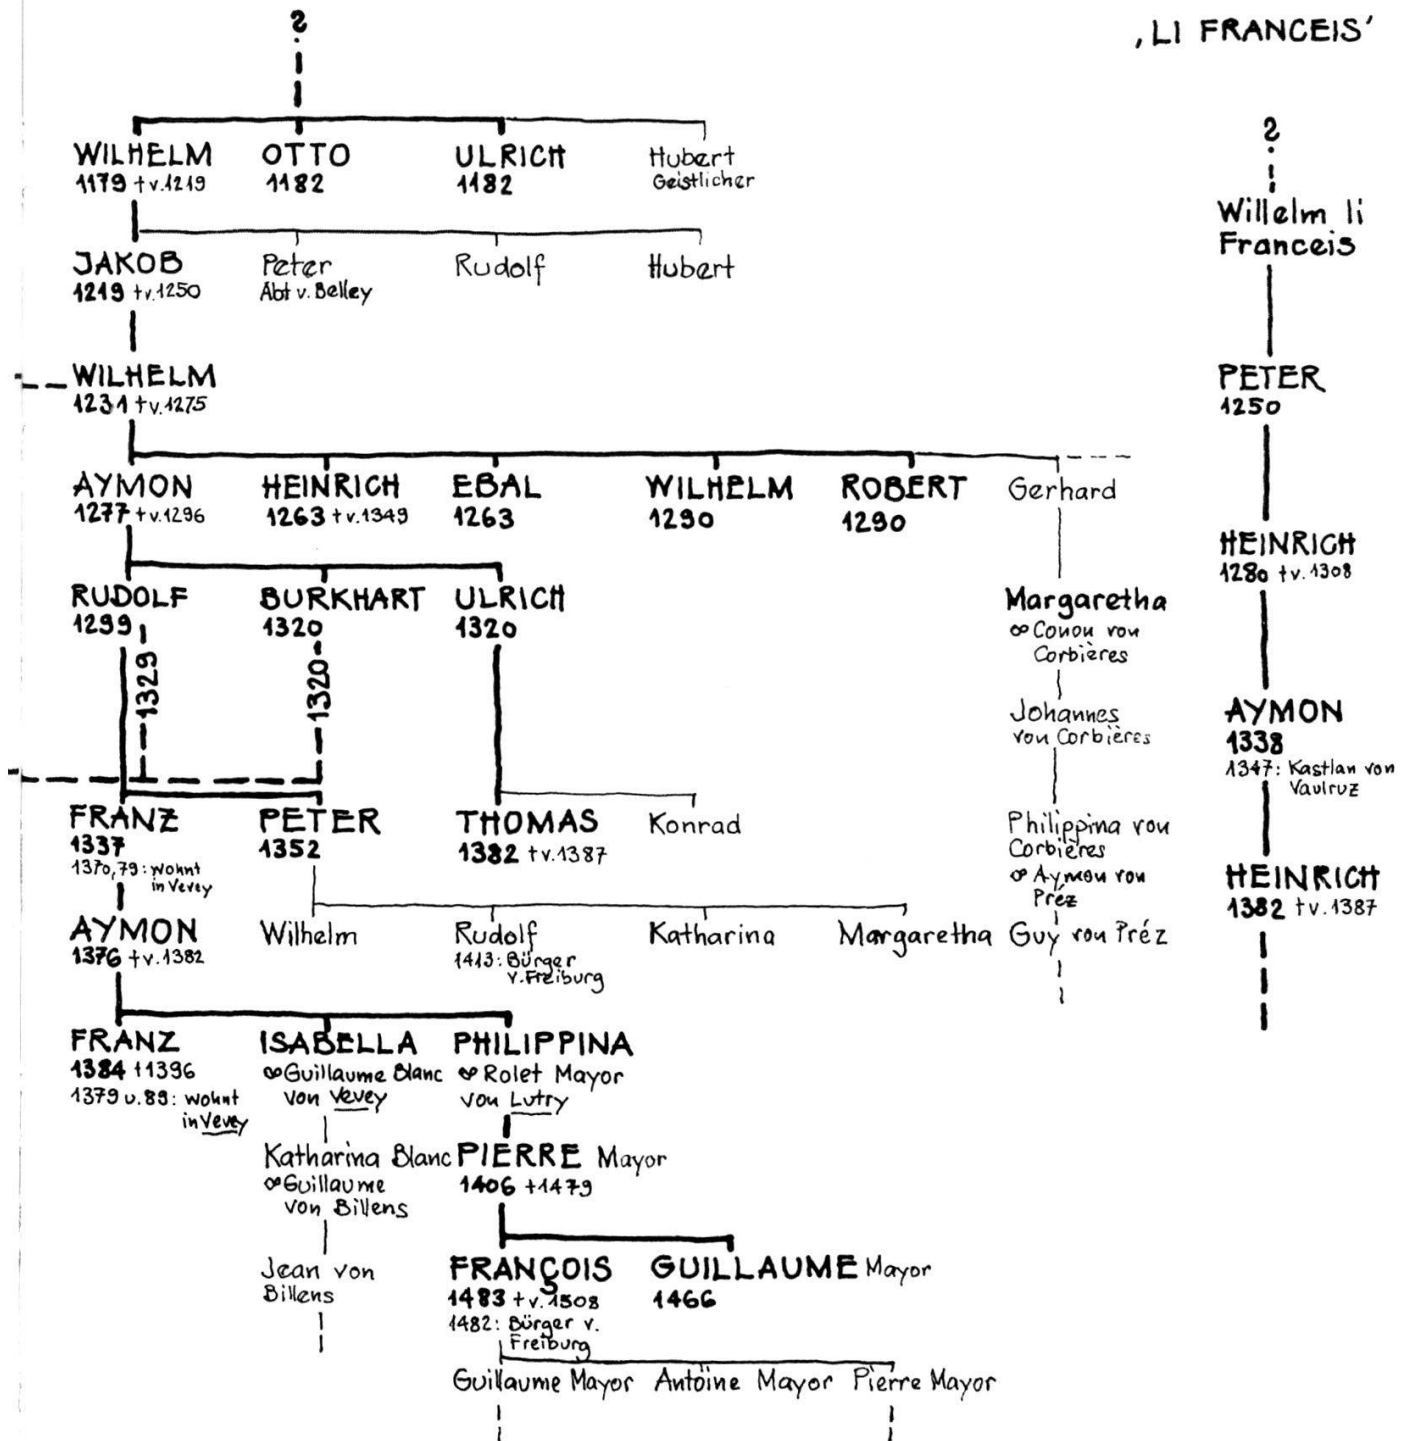 ?
‚LI FRANCEIS'
WILHELM
1179 †v.1219
OTTO
1182
ULRICH
1182
Hubert
Geistlicher
JAKOB
1219 †v.1250
Peter
Abt v. Belley
Rudolf
Hubert
WILHELM
1231 †v.1275
AYMON
1277 †v.1296
HEINRICH
1263 †v.1349
EBAL
1263
WILHELM
1290
ROBERT
1290
Gerhard
RUDOLF
1299
1329
BURKHART
1320
1320
ULRICH
1320
Margaretha
∞ Conon von
Corbières
Johannes
von Corbières
FRANZ
1337
1370,79: wohnt
in Vevey
PETER
1352
THOMAS
1382 †v.1387
Konrad
Philippina von
Corbières
∞ Aymon von
Préz
AYMON
1376 †v.1382
Wilhelm
Rudolf
1413: Bürger
v. Freiburg
Katharina
Margaretha
Guy von Préz
FRANZ
1384 †1396
1379 u.89: wohnt
in Vevey
ISABELLA
∞ Guillaume Blanc
von Vevey
PHILIPPINA
∞ Rolet Mayor
von Lutry
Katharina Blanc
∞ Guillaume
von Billens
PIERRE Mayor
1406 †1479
Jean von
Billens
FRANÇOIS
1483 †v.1508
1482: Bürger v.
Freiburg
GUILLAUME Mayor
1466
Guillaume Mayor
Antöine Mayor
Pierre Mayor
?
Willelm li
Franceis
PETER
1250
HEINRICH
1280 †v.1308
AYMON
1338
1347: Kastlan von
Vaulruz
HEINRICH
1382 †v.1387